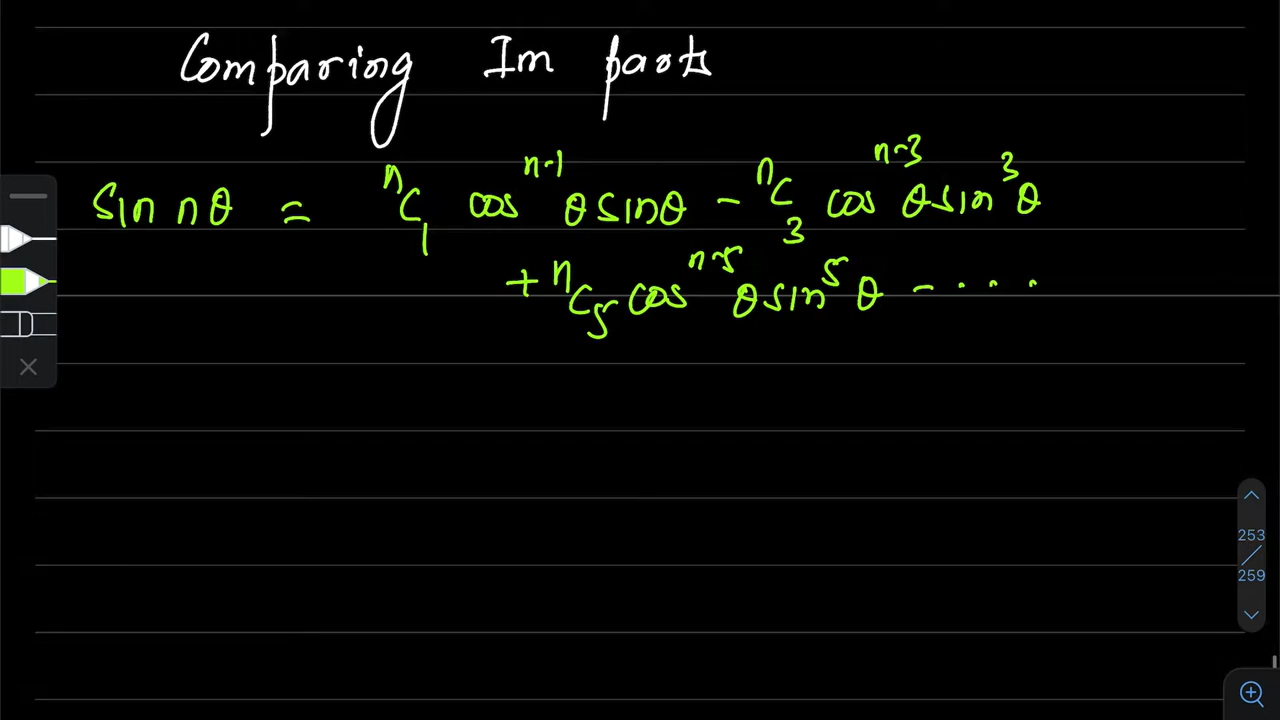 Comparing Im parts
sin nθ = ⁿC₁ cosⁿ⁻¹θ sinθ - ⁿC₃ cosⁿ⁻³θ sin³θ
+ ⁿC₅ cosⁿ⁻⁵θ sin⁵θ - ....
253
259